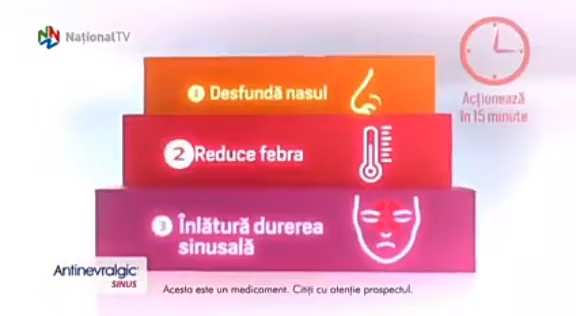 NaționalTV
1 Desfundă nasul
2 Reduce febra
3 Înlătură durerea
sinusală
Acționează
în 15 minute
Antinevralgic
SINUS
Acesta este un medicament. Citiți cu atenție prospectul.